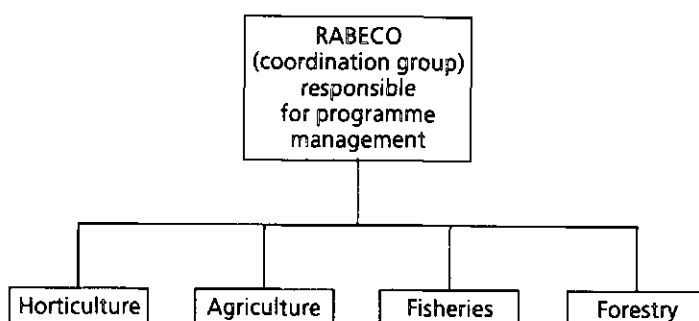 RABECO
(coordination group)
responsible
for programme
management
Horticulture
Agriculture
Fisheries
Forestry